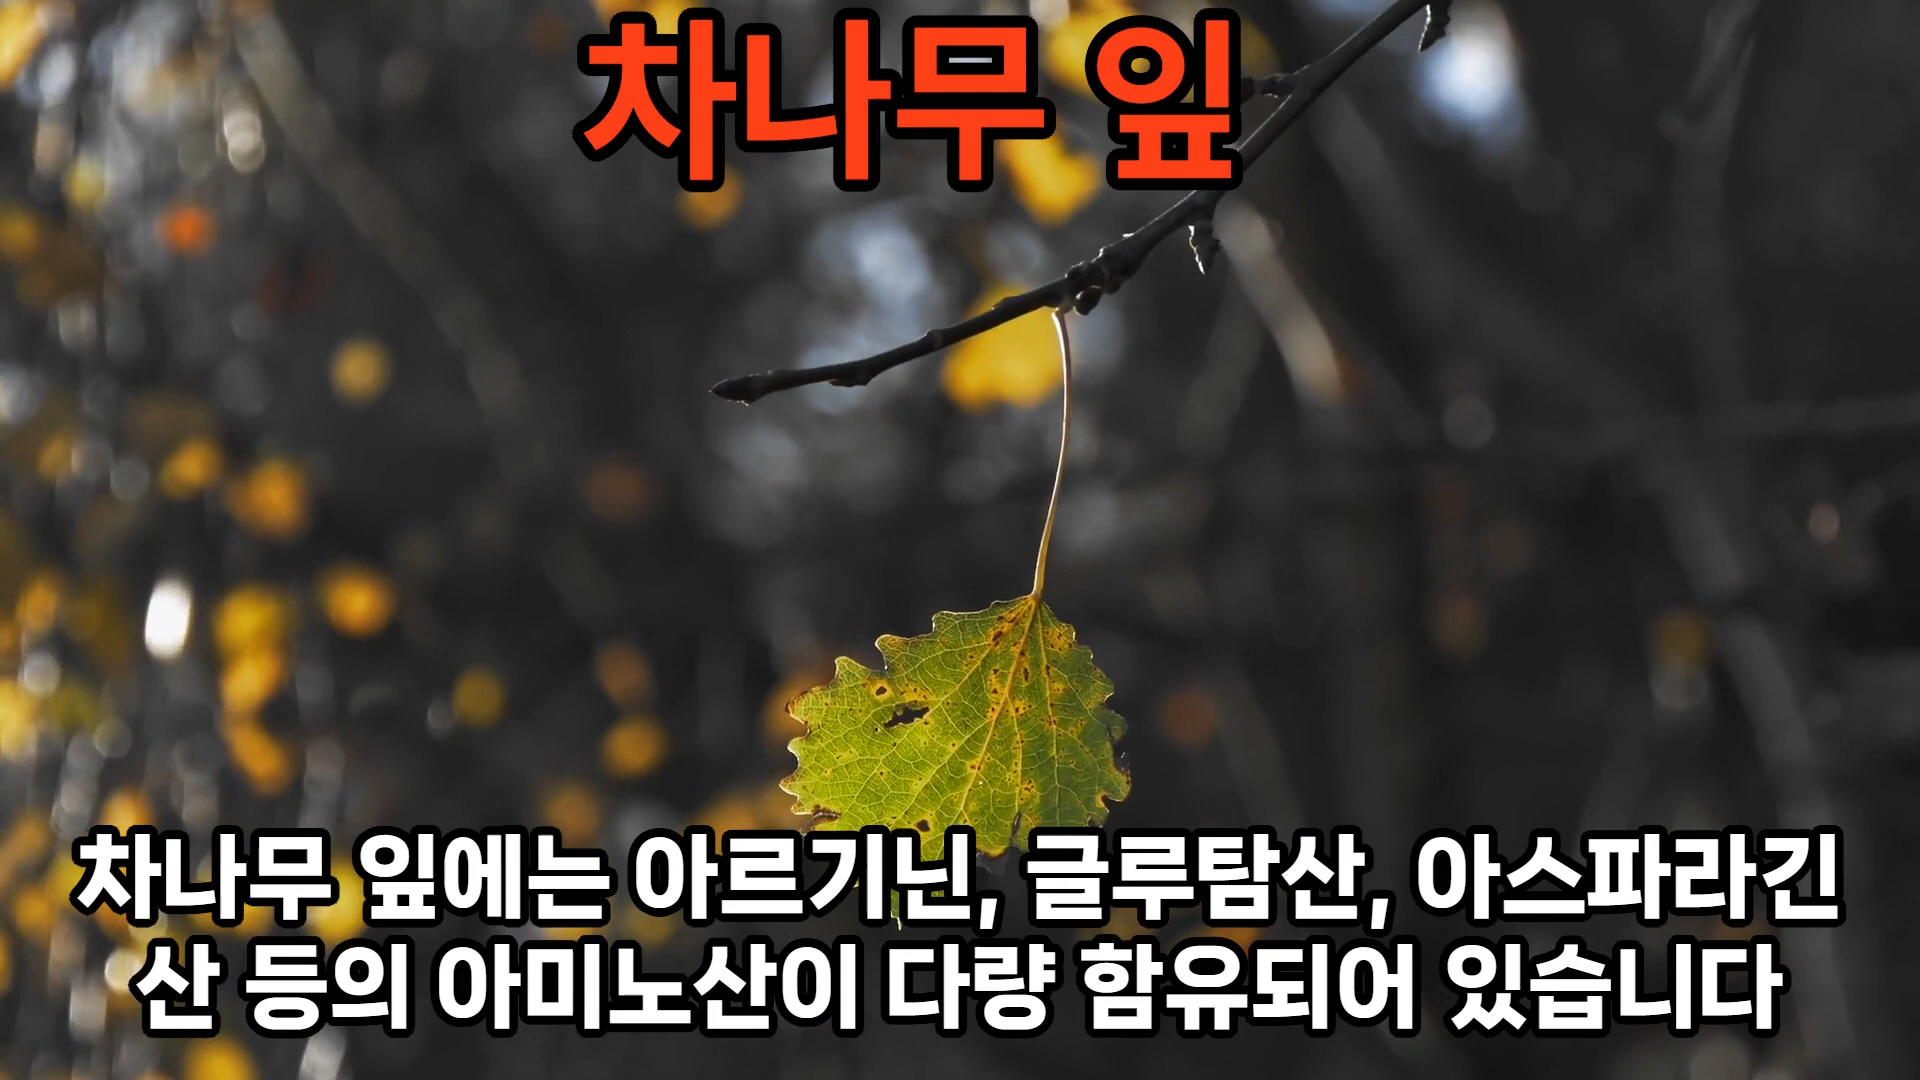 차나무 잎
차나무 잎에는 아르기닌, 글루탐산, 아스파라긴
산 등의 아미노산이 다량 함유되어 있습니다